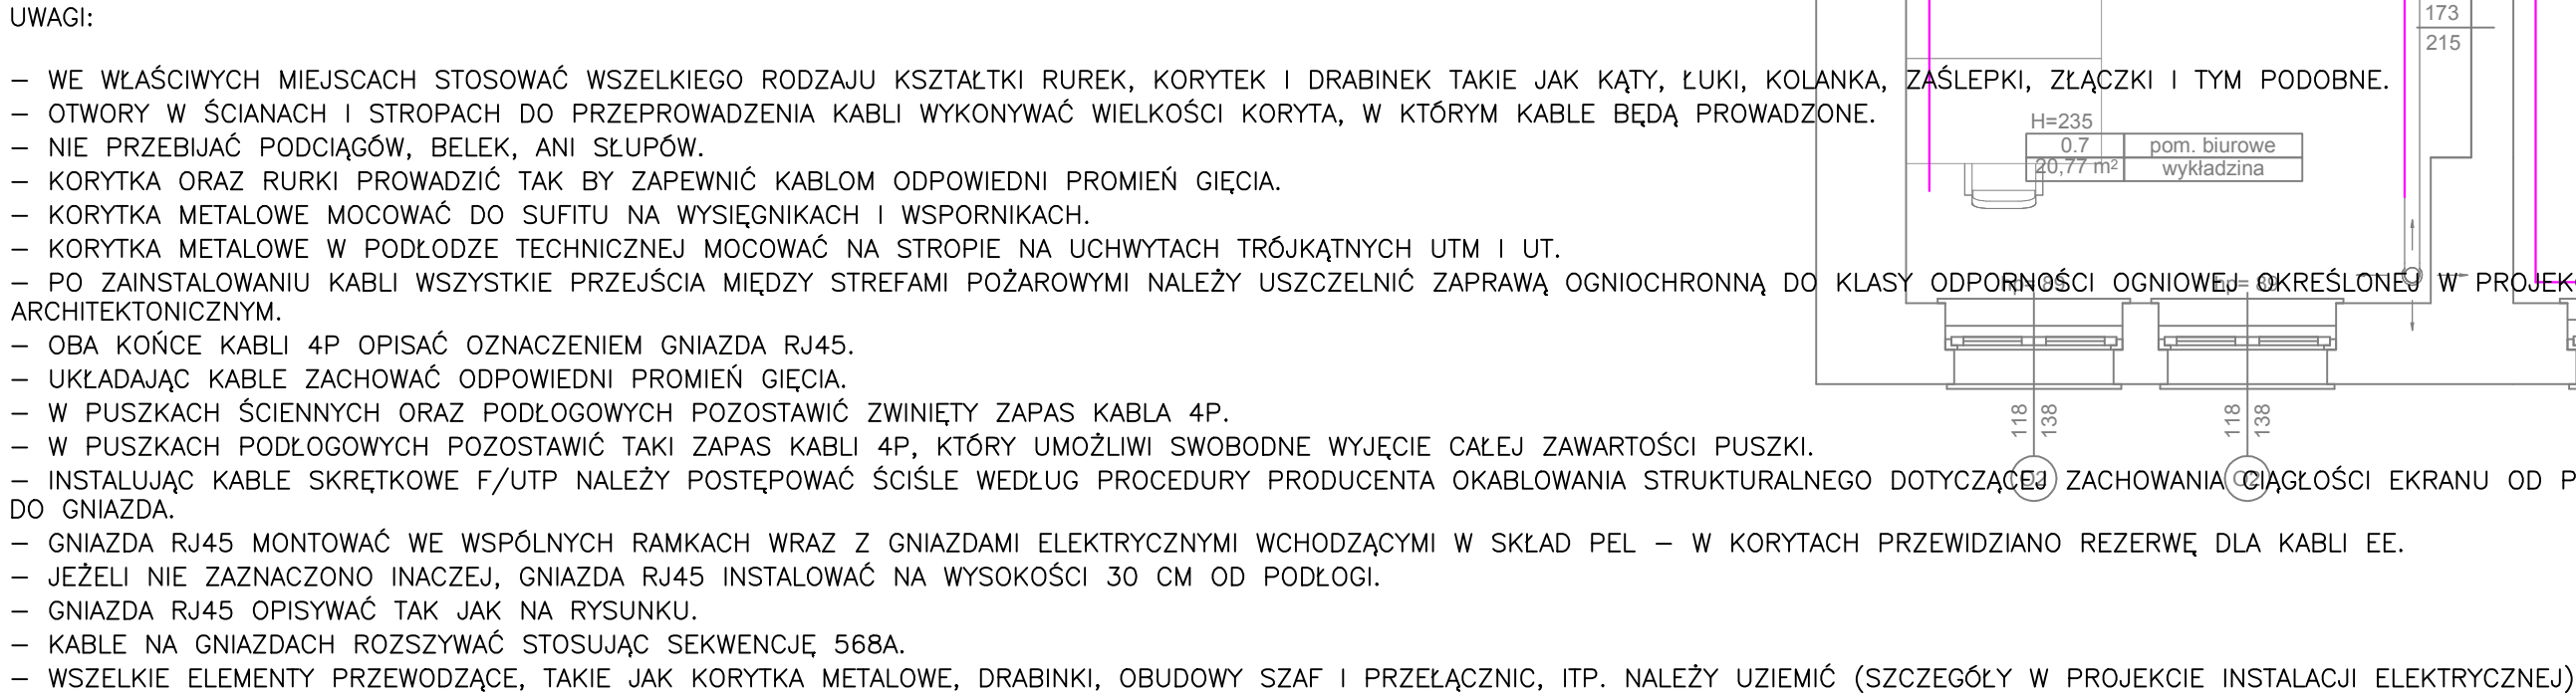 UWAGI:
– WE WŁAŚCIWYCH MIEJSCACH STOSOWAĆ WSZELKIEGO RODZAJU KSZTAŁTKI RUREK, KORYTEK I DRABINEK TAKIE JAK KĄTY, ŁUKI, KOLANKA, ZAŚLEPKI, ZŁĄCZKI I TYM PODOBNE.
– OTWORY W ŚCIANACH I STROPACH DO PRZEPROWADZENIA KABLI WYKONYWAĆ WIELKOŚCI KORYTA, W KTÓRYM KABLE BĘDĄ PROWADZONE.
– NIE PRZEBIJAĆ PODCIĄGÓW, BELEK, ANI SŁUPÓW.
– KORYTKA ORAZ RURKI PROWADZIĆ TAK BY ZAPEWNIĆ KABLOM ODPOWIEDNI PROMIEŃ GIĘCIA.
– KORYTKA METALOWE MOCOWAĆ DO SUFITU NA WYSIĘGNIKACH I WSPORNIKACH.
– KORYTKA METALOWE W PODŁODZE TECHNICZNEJ MOCOWAĆ NA STROPIE NA UCHWYTACH TRÓJKĄTNYCH UTM I UT.
– PO ZAINSTALOWANIU KABLI WSZYSTKIE PRZEJŚCIA MIĘDZY STREFAMI POŻAROWYMI NALEŻY USZCZELNIĆ ZAPRAWĄ OGNIOCHRONNĄ DO KLASY ODPORNOŚCI OGNIOWEJ OKREŚLONEJ W PROJEK
ARCHITEKTONICZNYM.
– OBA KOŃCE KABLI 4P OPISAĆ OZNACZENIEM GNIAZDA RJ45.
– UKŁADAJĄC KABLE ZACHOWAĆ ODPOWIEDNI PROMIEŃ GIĘCIA.
– W PUSZKACH ŚCIENNYCH ORAZ PODŁOGOWYCH POZOSTAWIĆ ZWINIĘTY ZAPAS KABLA 4P.
– W PUSZKACH PODŁOGOWYCH POZOSTAWIĆ TAKI ZAPAS KABLI 4P, KTÓRY UMOŻLIWI SWOBODNE WYJĘCIE CAŁEJ ZAWARTOŚCI PUSZKI.
– INSTALUJĄC KABLE SKRĘTKOWE F/UTP NALEŻY POSTĘPOWAĆ ŚCIŚLE WEDŁUG PROCEDURY PRODUCENTA OKABLOWANIA STRUKTURALNEGO DOTYCZĄCEJ ZACHOWANIA CIĄGŁOŚCI EKRANU OD P
DO GNIAZDA.
– GNIAZDA RJ45 MONTOWAĆ WE WSPÓLNYCH RAMKACH WRAZ Z GNIAZDAMI ELEKTRYCZNYMI WCHODZĄCYMI W SKŁAD PEL – W KORYTACH PRZEWIDZIANO REZERWĘ DLA KABLI EE.
– JEŻELI NIE ZAZNACZONO INACZEJ, GNIAZDA RJ45 INSTALOWAĆ NA WYSOKOŚCI 30 CM OD PODŁOGI.
– GNIAZDA RJ45 OPISYWAĆ TAK JAK NA RYSUNKU.
– KABLE NA GNIAZDACH ROZSZYWAĆ STOSUJĄC SEKWENCJĘ 568A.
– WSZELKIE ELEMENTY PRZEWODZĄCE, TAKIE JAK KORYTKA METALOWE, DRABINKI, OBUDOWY SZAF I PRZEŁĄCZNIC, ITP. NALEŻY UZIEMIĆ (SZCZEGÓŁY W PROJEKCIE INSTALACJI ELEKTRYCZNEJ)
173
215
H=235
0.7 pom. biurowe
20,77 m² wykładzina
hp= 89 hp= 89
118 138 118 138